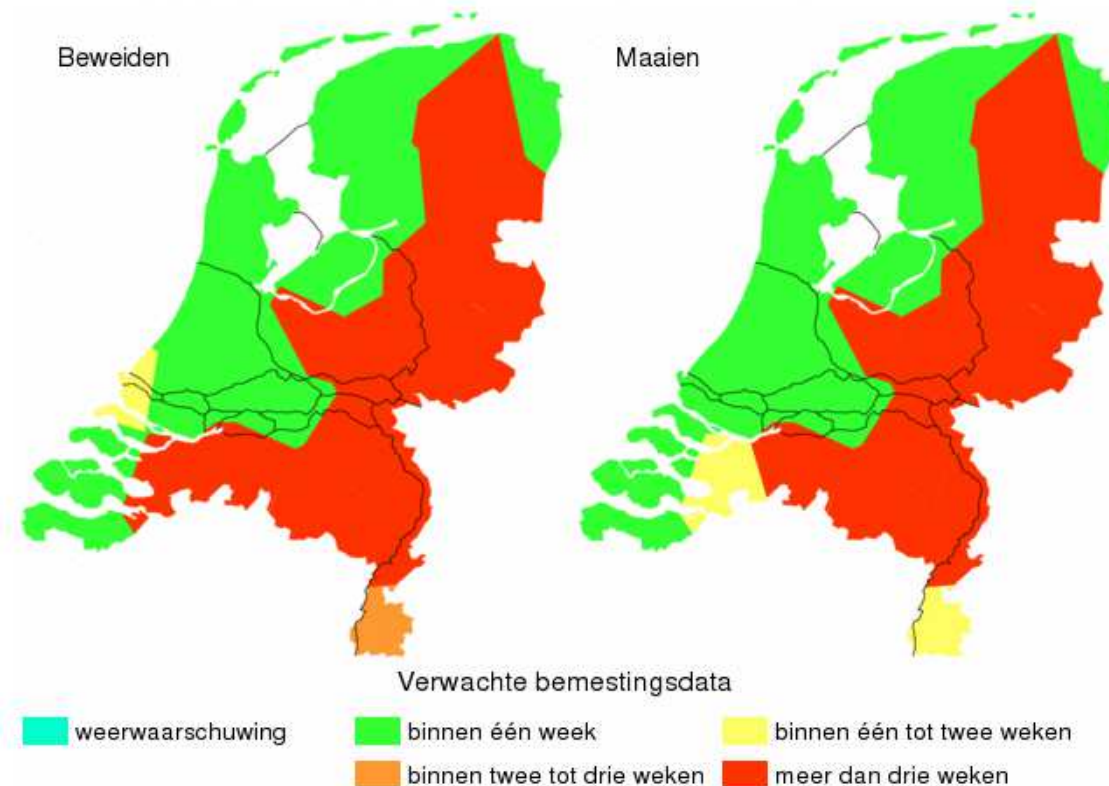 Beweiden
Maaien
Verwachte bemestingsdata
weerwaarschuwing
binnen één week
binnen één tot twee weken
binnen twee tot drie weken
meer dan drie weken